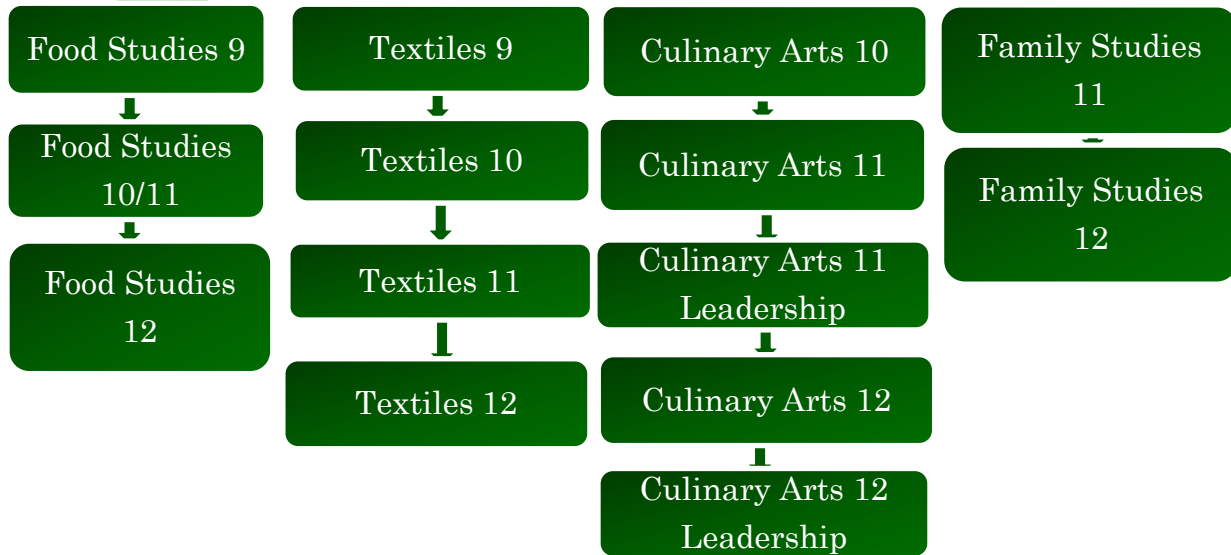 Food Studies 9
Food Studies
10/11
Food Studies
12
Textiles 9
Textiles 10
Textiles 11
Textiles 12
Culinary Arts 10
Culinary Arts 11
Culinary Arts 11
Leadership
Culinary Arts 12
Culinary Arts 12
Leadership
Family Studies
11
Family Studies
12